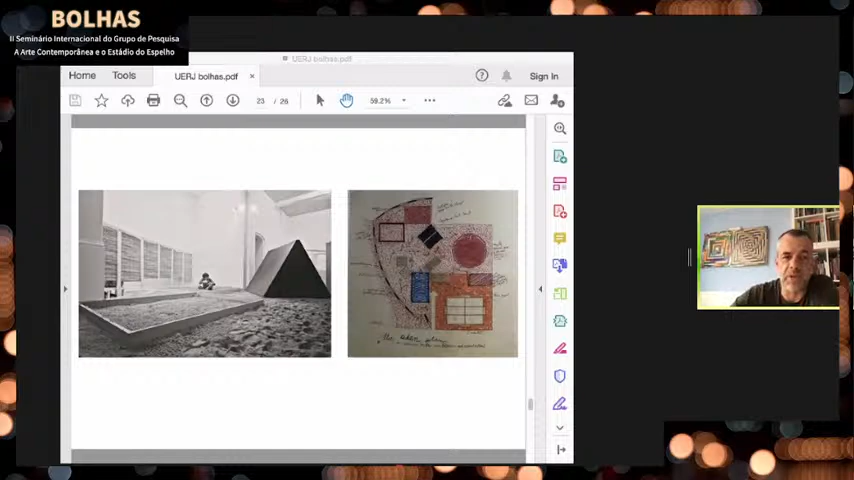 BOLHAS
II Seminário Internacional do Grupo de Pesquisa
A Arte Contemporânea e o Estádio do Espelho
UERJ bolhas.pdf
Home Tools UERJ bolhas.pdf × ? Sign In
23 / 26 59.2%